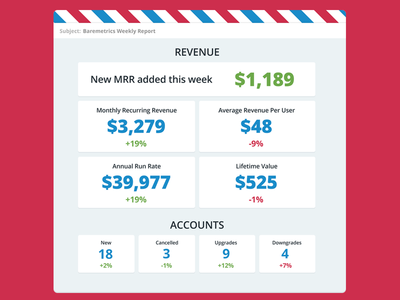 Subject: Baremetrics Weekly Report
REVENUE
New MRR added this week $1,189
Monthly Recurring Revenue
$3,279
+19%
Average Revenue Per User
$48
-9%
Annual Run Rate
$39,977
+19%
Lifetime Value
$525
-1%
ACCOUNTS
New
18
+2%
Cancelled
3
-1%
Upgrades
9
+12%
Downgrades
4
+7%